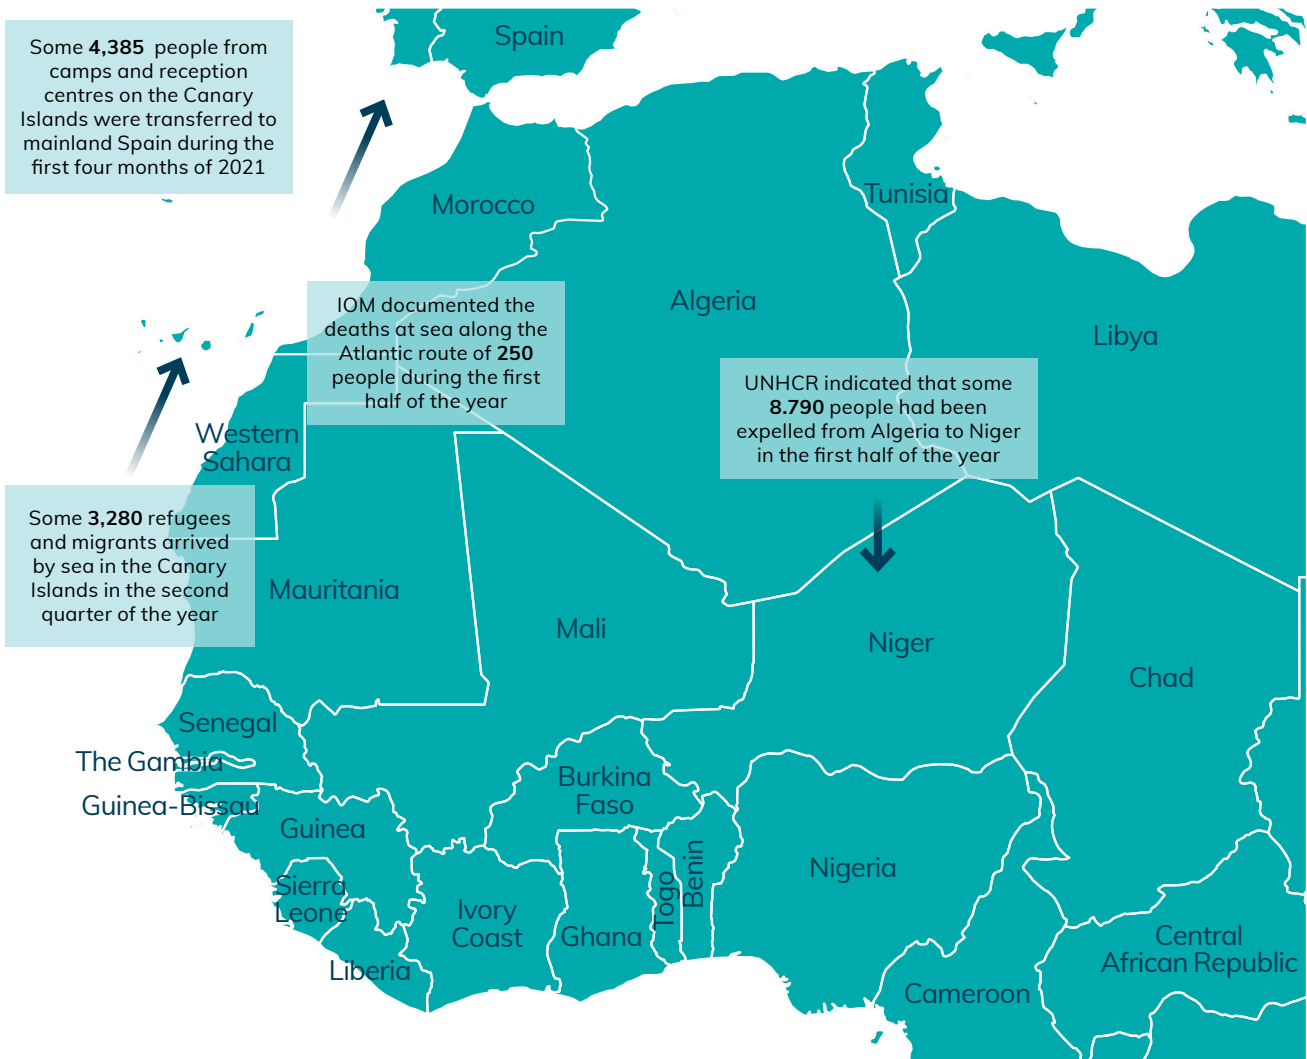 Some 4,385 people from
camps and reception
centres on the Canary
Islands were transferred to
mainland Spain during the
first four months of 2021
Spain
Morocco
Tunisia
Algeria
Libya
IOM documented the
deaths at sea along the
Atlantic route of 250
people during the first
half of the year
UNHCR indicated that some
8.790 people had been
expelled from Algeria to Niger
in the first half of the year
Western
Sahara
Some 3,280 refugees
and migrants arrived
by sea in the Canary
Islands in the second
quarter of the year
Mauritania
Mali
Niger
Chad
Senegal
The Gambia
Guinea-Bissau
Guinea
Burkina
Faso
Sierra
Leone
Liberia
Ivory
Coast
Ghana
Togo
Benin
Nigeria
Cameroon
Central
African Republic